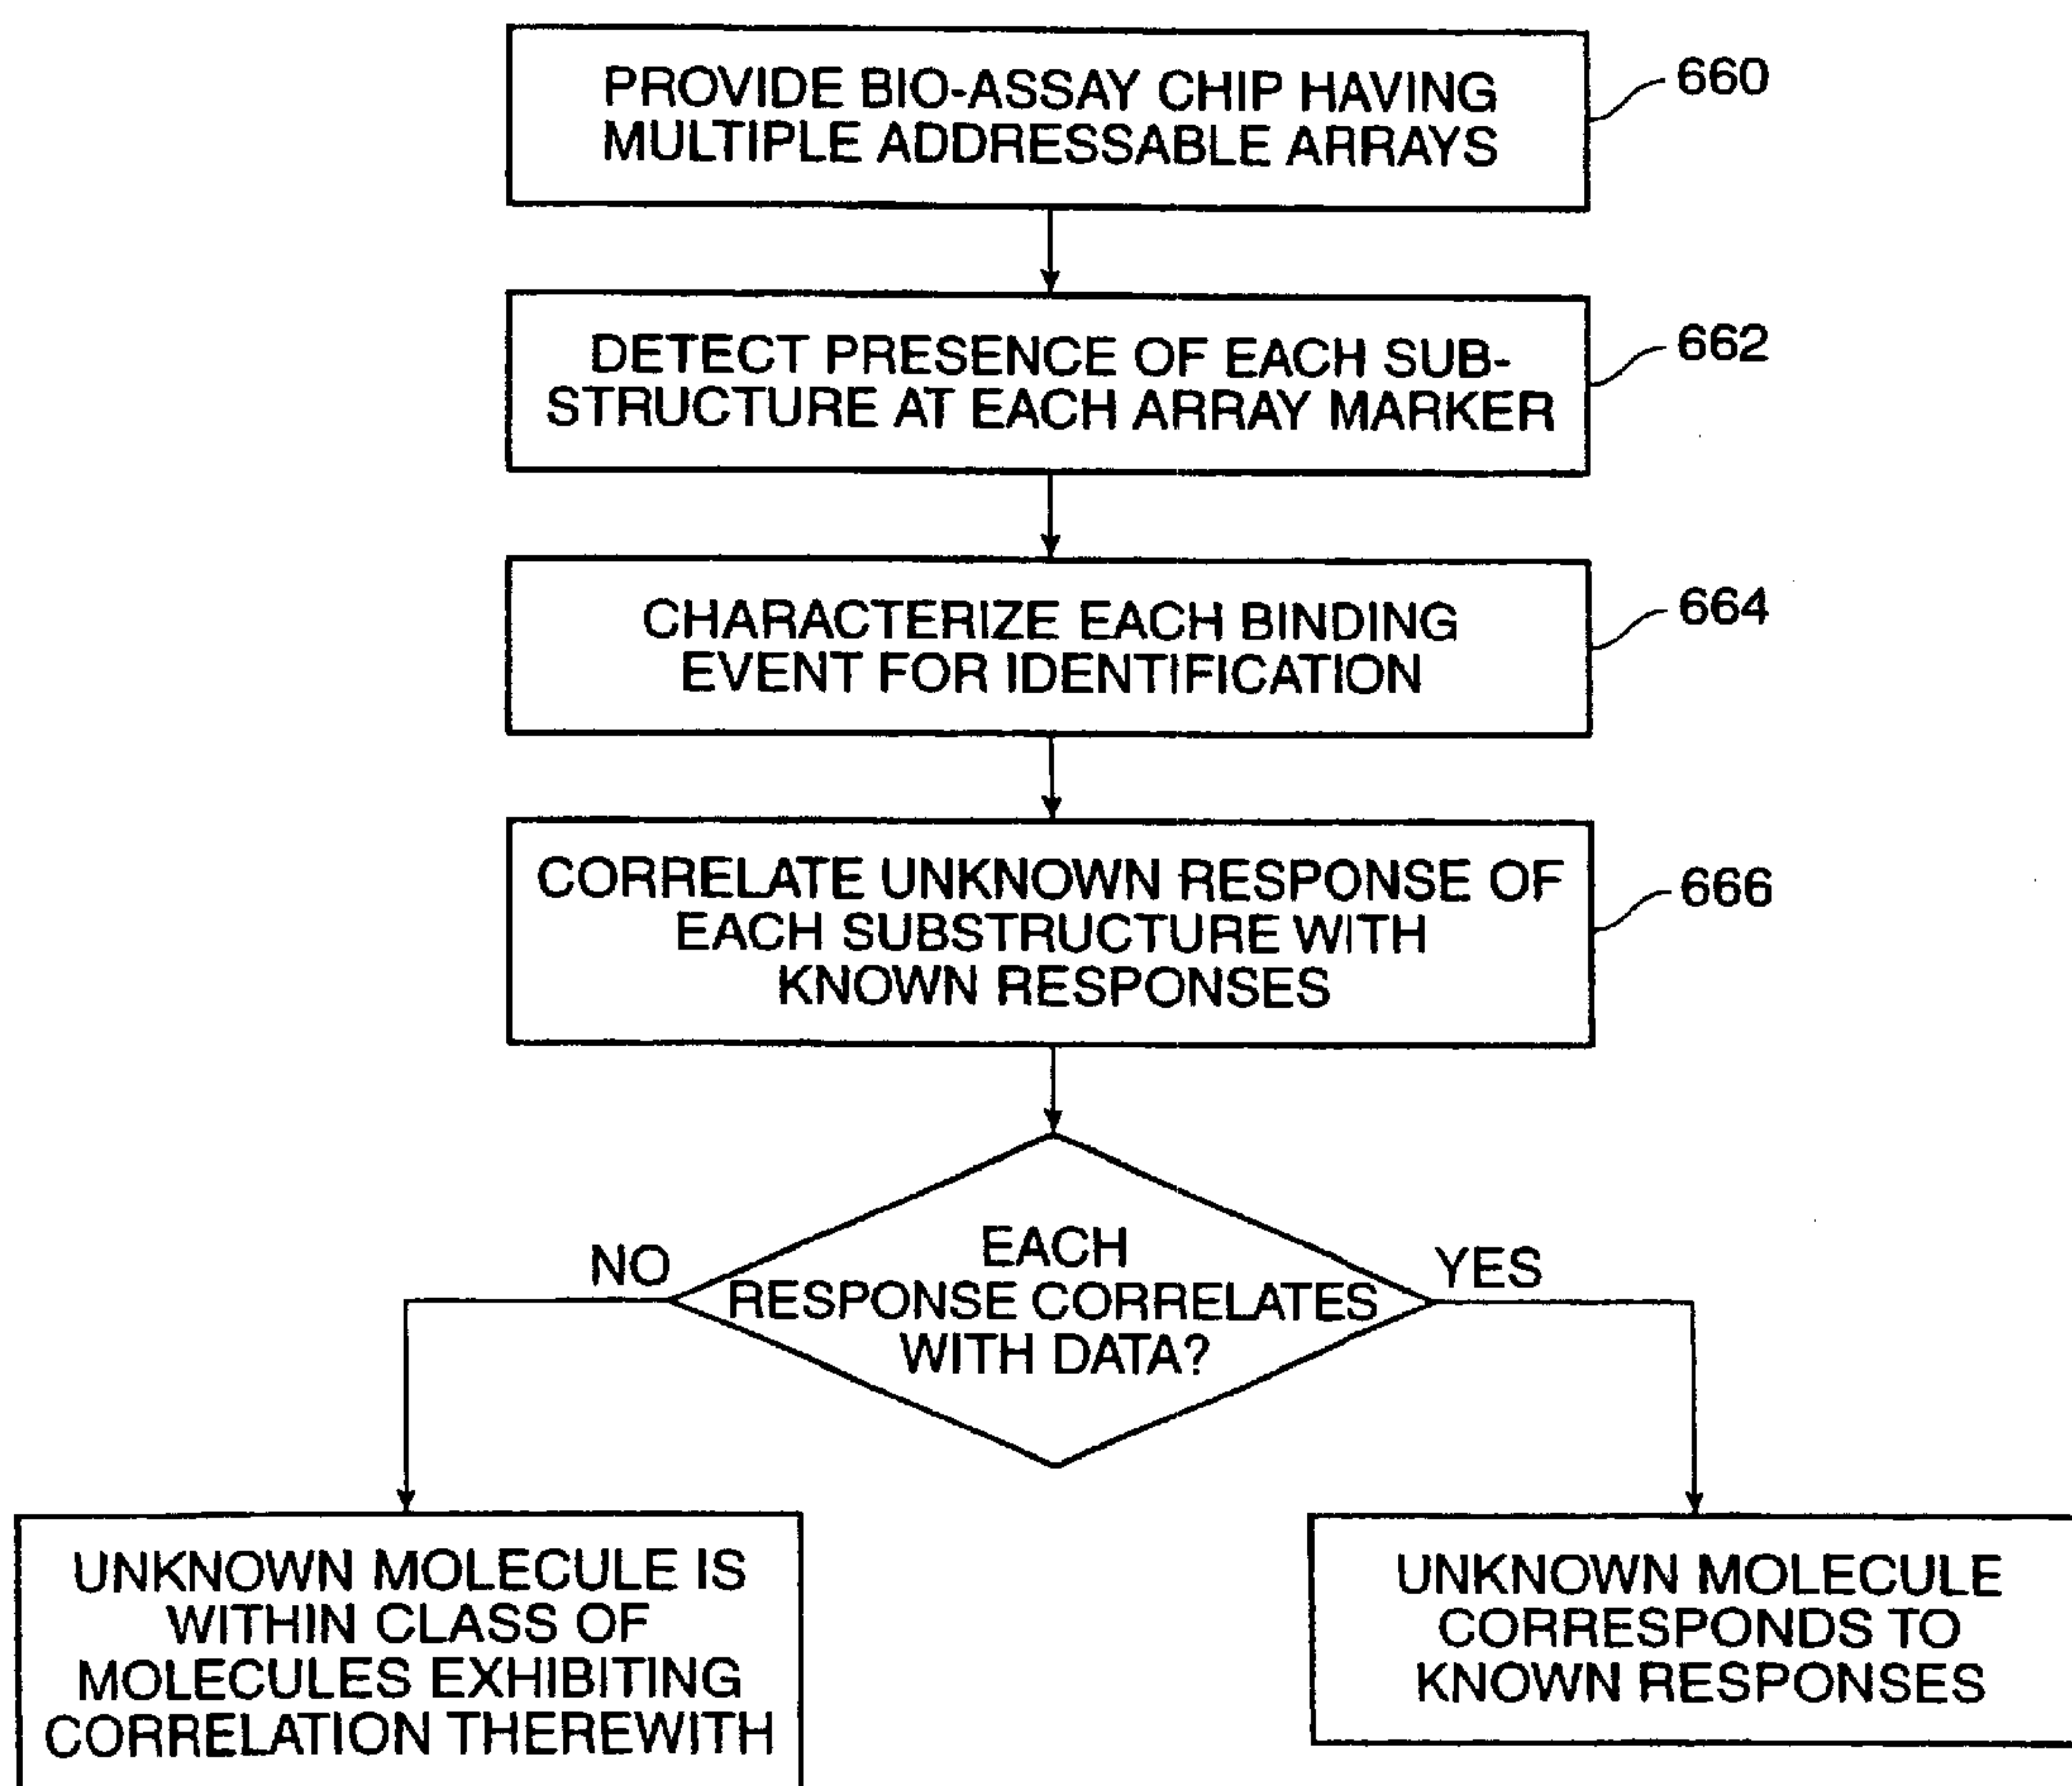 PROVIDE BIO-ASSAY CHIP HAVING
MULTIPLE ADDRESSABLE ARRAYS
660
DETECT PRESENCE OF EACH SUB-
STRUCTURE AT EACH ARRAY MARKER
662
CHARACTERIZE EACH BINDING
EVENT FOR IDENTIFICATION
664
CORRELATE UNKNOWN RESPONSE OF
EACH SUBSTRUCTURE WITH
KNOWN RESPONSES
666
EACH
RESPONSE CORRELATES
WITH DATA?
NO
YES
UNKNOWN MOLECULE IS
WITHIN CLASS OF
MOLECULES EXHIBITING
CORRELATION THEREWITH
UNKNOWN MOLECULE
CORRESPONDS TO
KNOWN RESPONSES